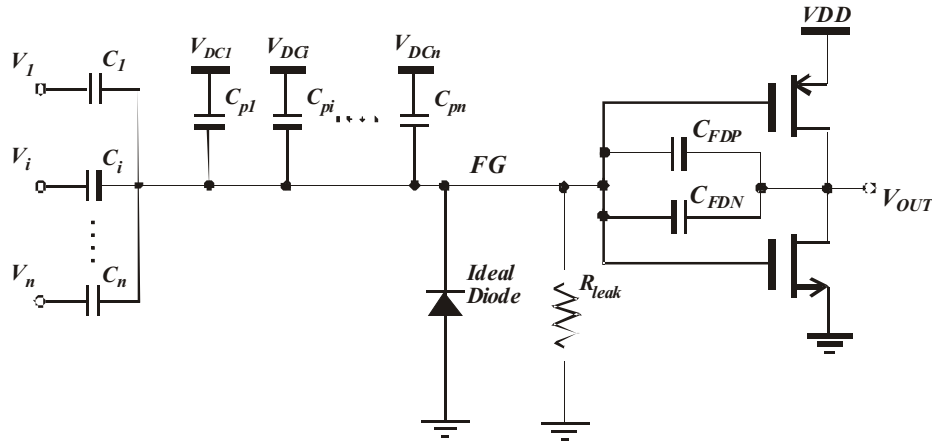 V1
C1
VDC1
VDCi
VDCn
VDD
Cp1
Cpi
Cpn
Vi
Ci
FG
CFDP
CFDN
VOUT
Vn
Cn
Ideal
Diode
Rleak